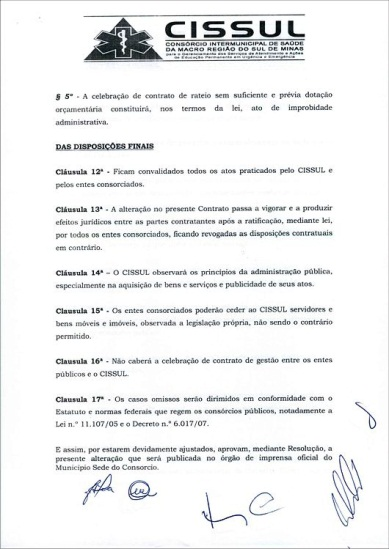 CISSUL
CONSÓRCIO INTERMUNICIPAL DE SAÚDE
DA MACRO REGIÃO DO SUL DE MINAS
para o Gerenciamento dos Serviços de Atendimentos e Ações
de Educação Permanente em Urgência e Emergência
§ 5º - A celebração de contrato de rateio sem suficiente e prévia dotação
orçamentária constituirá, nos termos da lei, ato de improbidade
administrativa.
DAS DISPOSIÇÕES FINAIS
Cláusula 12ª - Ficam convalidados todos os atos praticados pelo CISSUL e
pelos entes consorciados.
Cláusula 13ª - A alteração no presente Contrato passa a vigorar e a produzir
efeitos jurídicos entre as partes contratantes após a ratificação, mediante lei,
por todos os entes consorciados, ficando revogadas as disposições contratuais
em contrário.
Cláusula 14ª – O CISSUL observará os princípios da administração pública,
especialmente na aquisição de bens e serviços e publicidade de seus atos.
Clausula 15ª - Os entes consorciados poderão ceder ao CISSUL servidores e
bens móveis e imóveis, observada a legislação própria, não sendo o contrário
permitido.
Clausula 16ª - Não caberá a celebração de contrato de gestão entre os entes
públicos e o CISSUL.
Clausula 17ª - Os casos omissos serão dirimidos em conformidade com o
Estatuto e normas federais que regem os consórcios públicos, notadamente a
Lei n.º 11.107/05 e o Decreto n.º 6.017/07.
E assim, por estarem devidamente ajustados, aprovam, mediante Resolução, a
presente alteração que será publicada no órgão de imprensa oficial do
Município Sede do Consorcio.